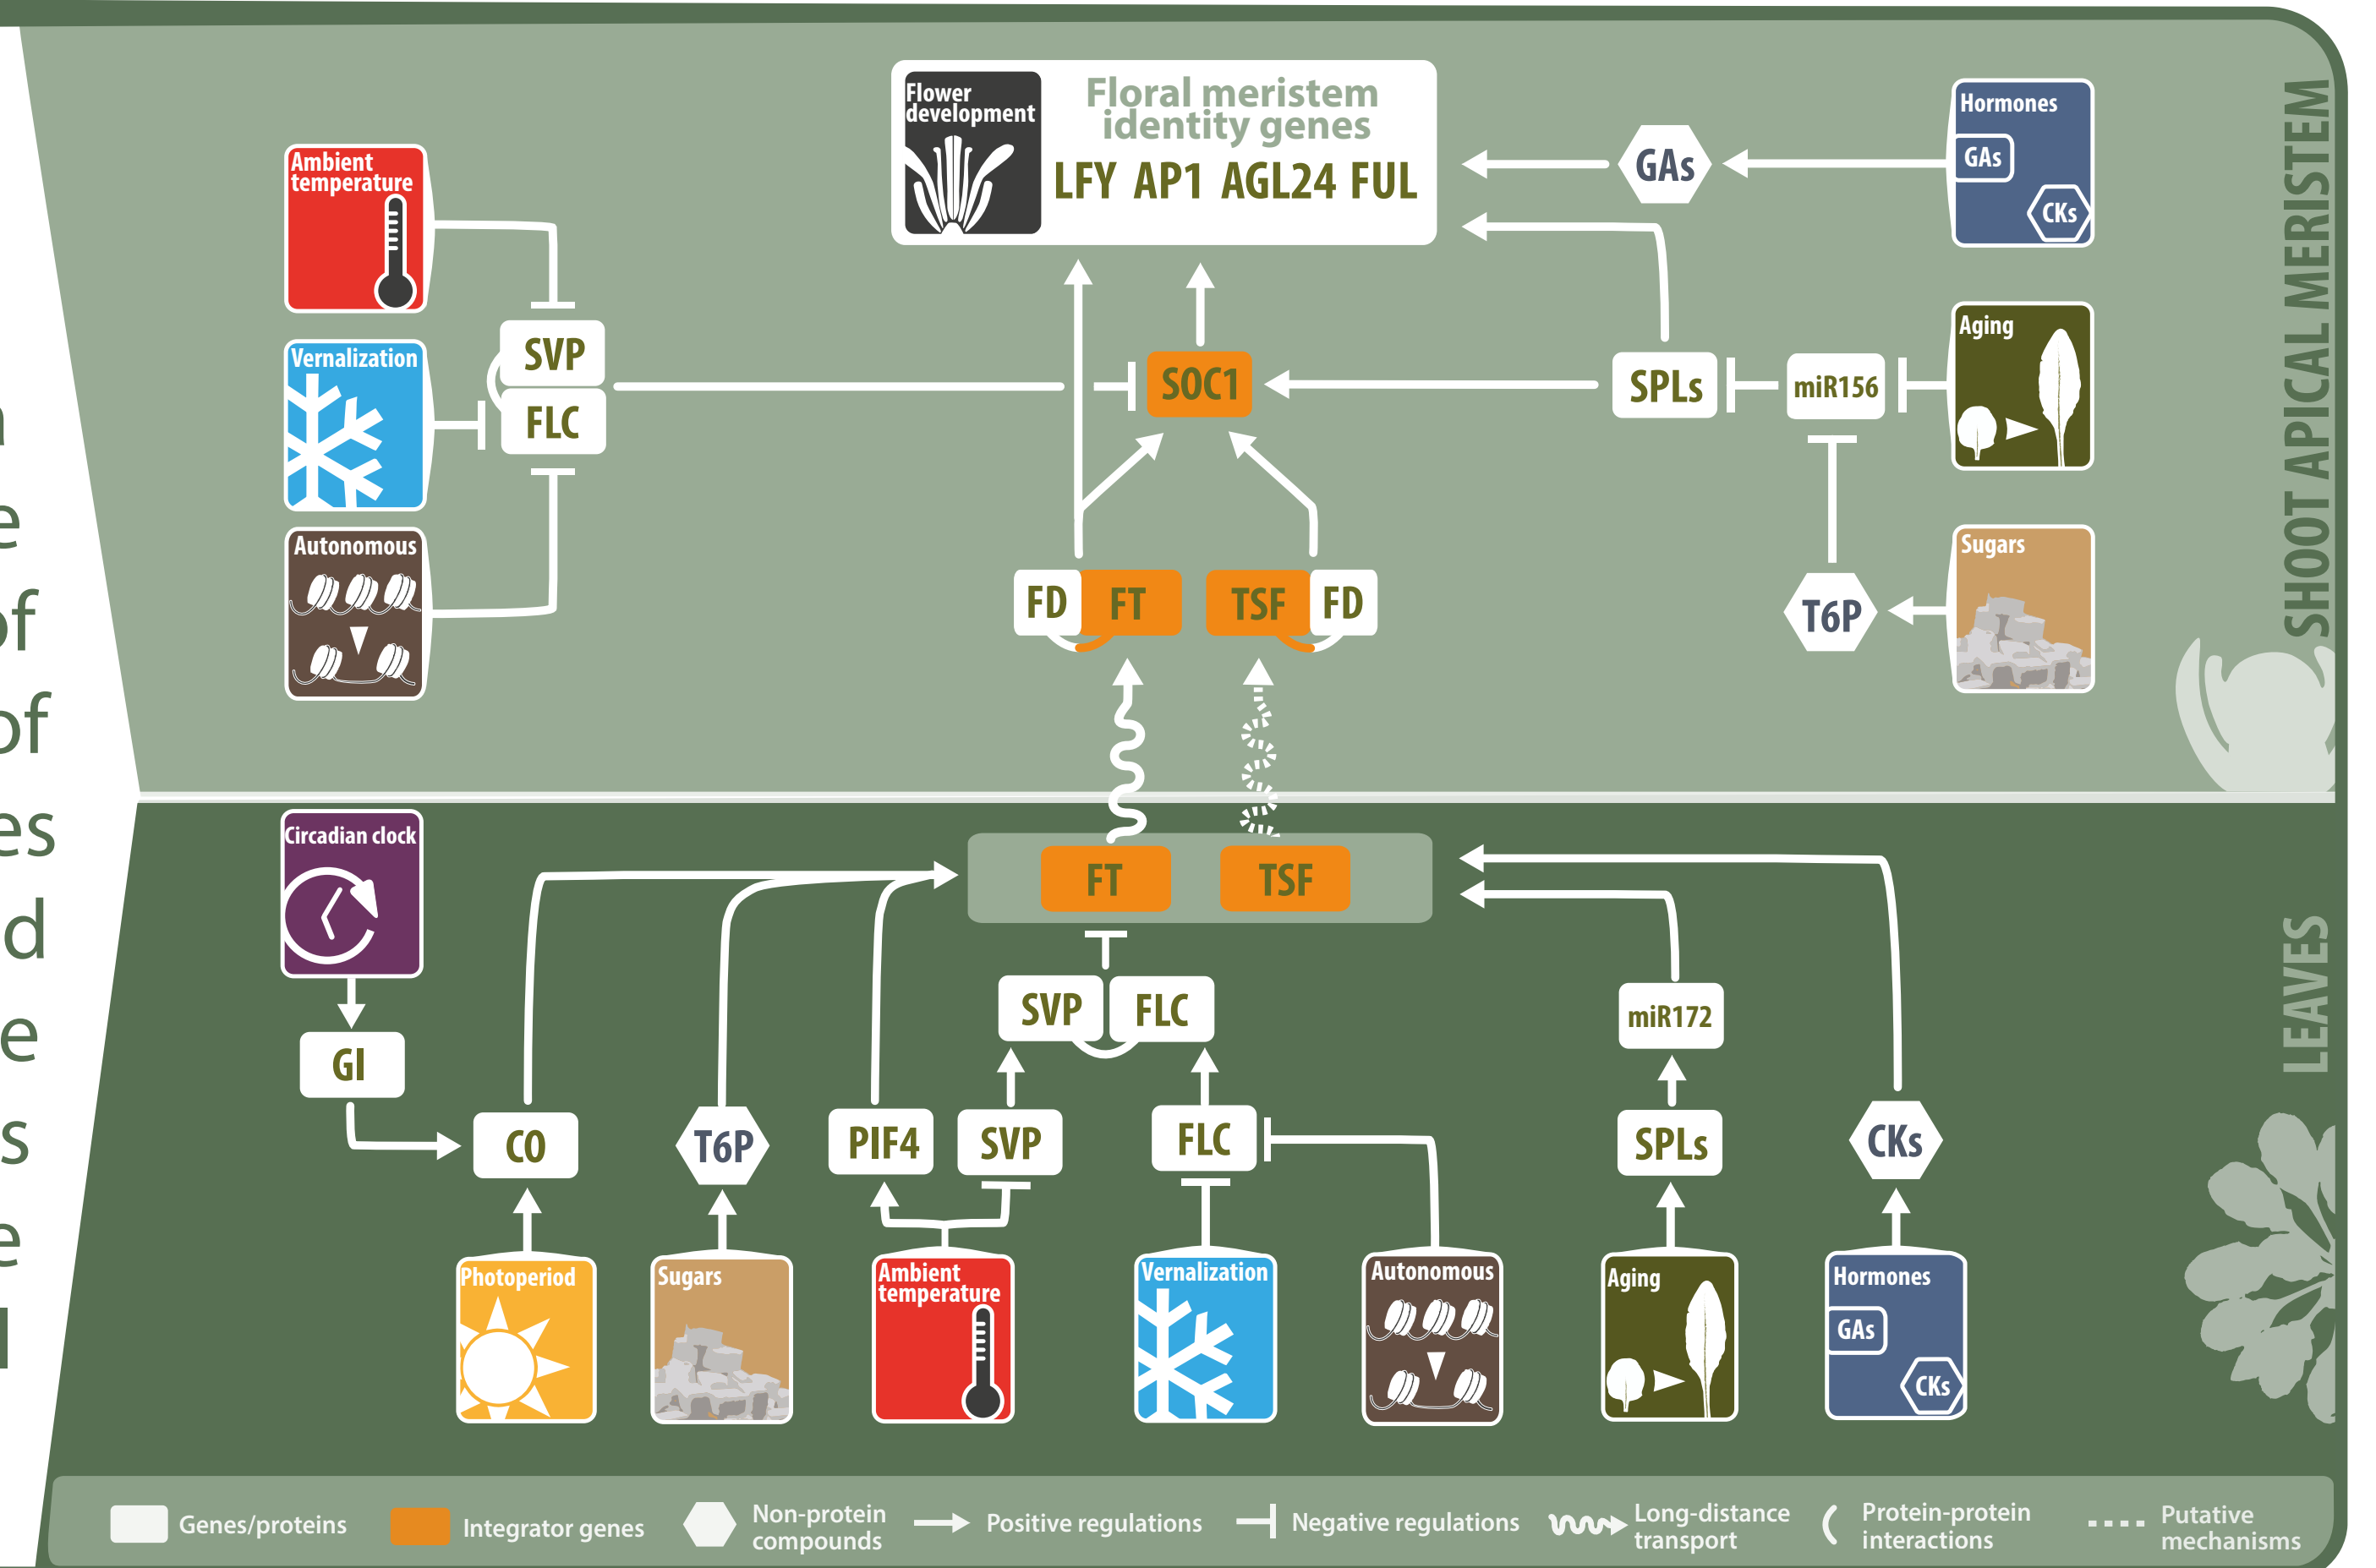 Flower
development
Floral meristem
identity genes
LFY AP1 AGL24 FUL
Ambient
temperature
Vernalization
Autonomous
SVP
FLC
SOC1
GAs
Hormones
GAs
CKs
SPLs
miR156
Aging
Sugars
T6P
FD FT
TSF FD
SHOOT APICAL MERISTEM
Circadian clock
GI
CO
T6P
PIF4
SVP
FLC
FT TSF
SVP FLC
miR172
SPLs
CKs
LEAVES
Photoperiod
Sugars
Ambient
temperature
Vernalization
Autonomous
Aging
Hormones
GAs
CKs
Genes/proteins
Integrator genes
Non-protein
compounds
Positive regulations
Negative regulations
Long-distance
transport
Protein-protein
interactions
Putative
mechanisms
e
of
of
es
d
e
s
e